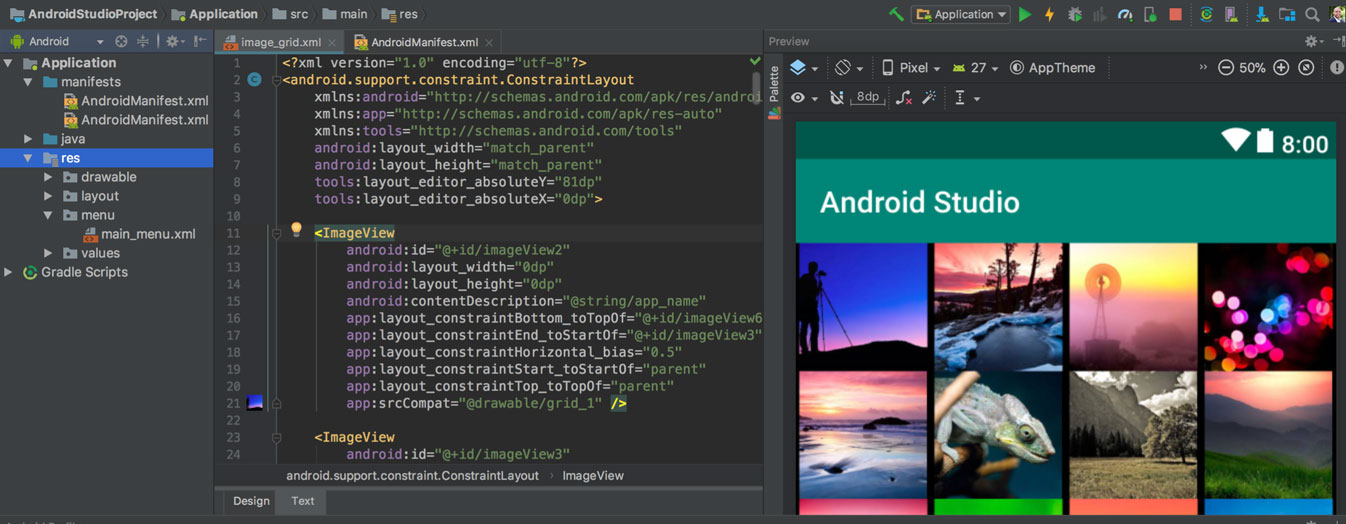 AndroidStudioProject Application src main res Application
Android image_grid.xml AndroidManifest.xml Preview
Application
manifests
AndroidManifest.xml
AndroidManifest.xml
java
res
drawable
layout
menu
main_menu.xml
values
Gradle Scripts
1 <?xml version="1.0" encoding="utf-8"?>
2 <android.support.constraint.ConstraintLayout
3 xmlns:android="http://schemas.android.com/apk/res/androi
4 xmlns:app="http://schemas.android.com/apk/res-auto"
5 xmlns:tools="http://schemas.android.com/tools"
6 android:layout_width="match_parent"
7 android:layout_height="match_parent"
8 tools:layout_editor_absoluteY="81dp"
9 tools:layout_editor_absoluteX="0dp">
10
11 <ImageView
12 android:id="@+id/imageView2"
13 android:layout_width="0dp"
14 android:layout_height="0dp"
15 android:contentDescription="@string/app_name"
16 app:layout_constraintBottom_toTopOf="@+id/imageView6
17 app:layout_constraintEnd_toStartOf="@+id/imageView3"
18 app:layout_constraintHorizontal_bias="0.5"
19 app:layout_constraintStart_toStartOf="parent"
20 app:layout_constraintTop_toTopOf="parent"
21 app:srcCompat="@drawable/grid_1" />
22
23 <ImageView
24 android:id="@+id/imageView3"
android.support.constraint.ConstraintLayout › ImageView
Design Text
Palette
Pixel 27 AppTheme » 50%
8dp
8:00
Android Studio